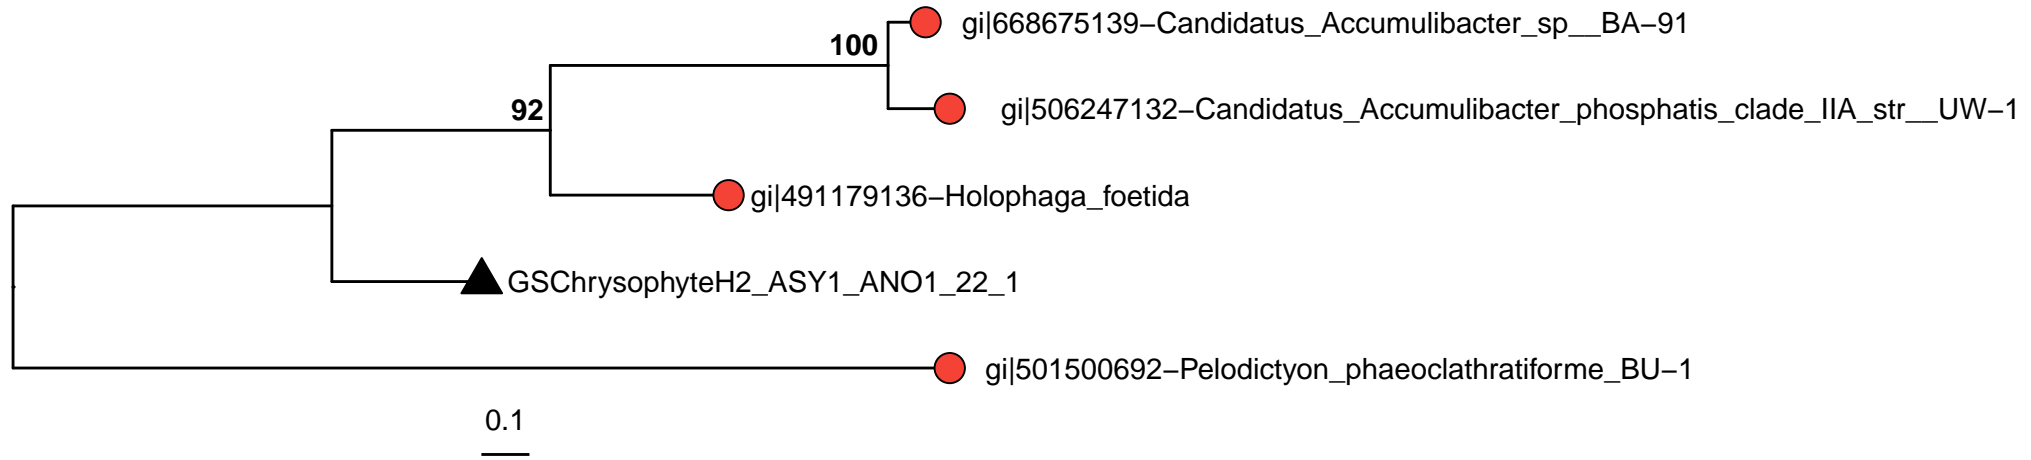 gi|668675139–Candidatus_Accumulibacter_sp__BA–91
100
92
gi|506247132–Candidatus_Accumulibacter_phosphatis_clade_IIA_str__UW–1
gi|491179136–Holophaga_foetida
GSChrysophyteH2_ASY1_ANO1_22_1
gi|501500692–Pelodictyon_phaeoclathratiforme_BU–1
0.1